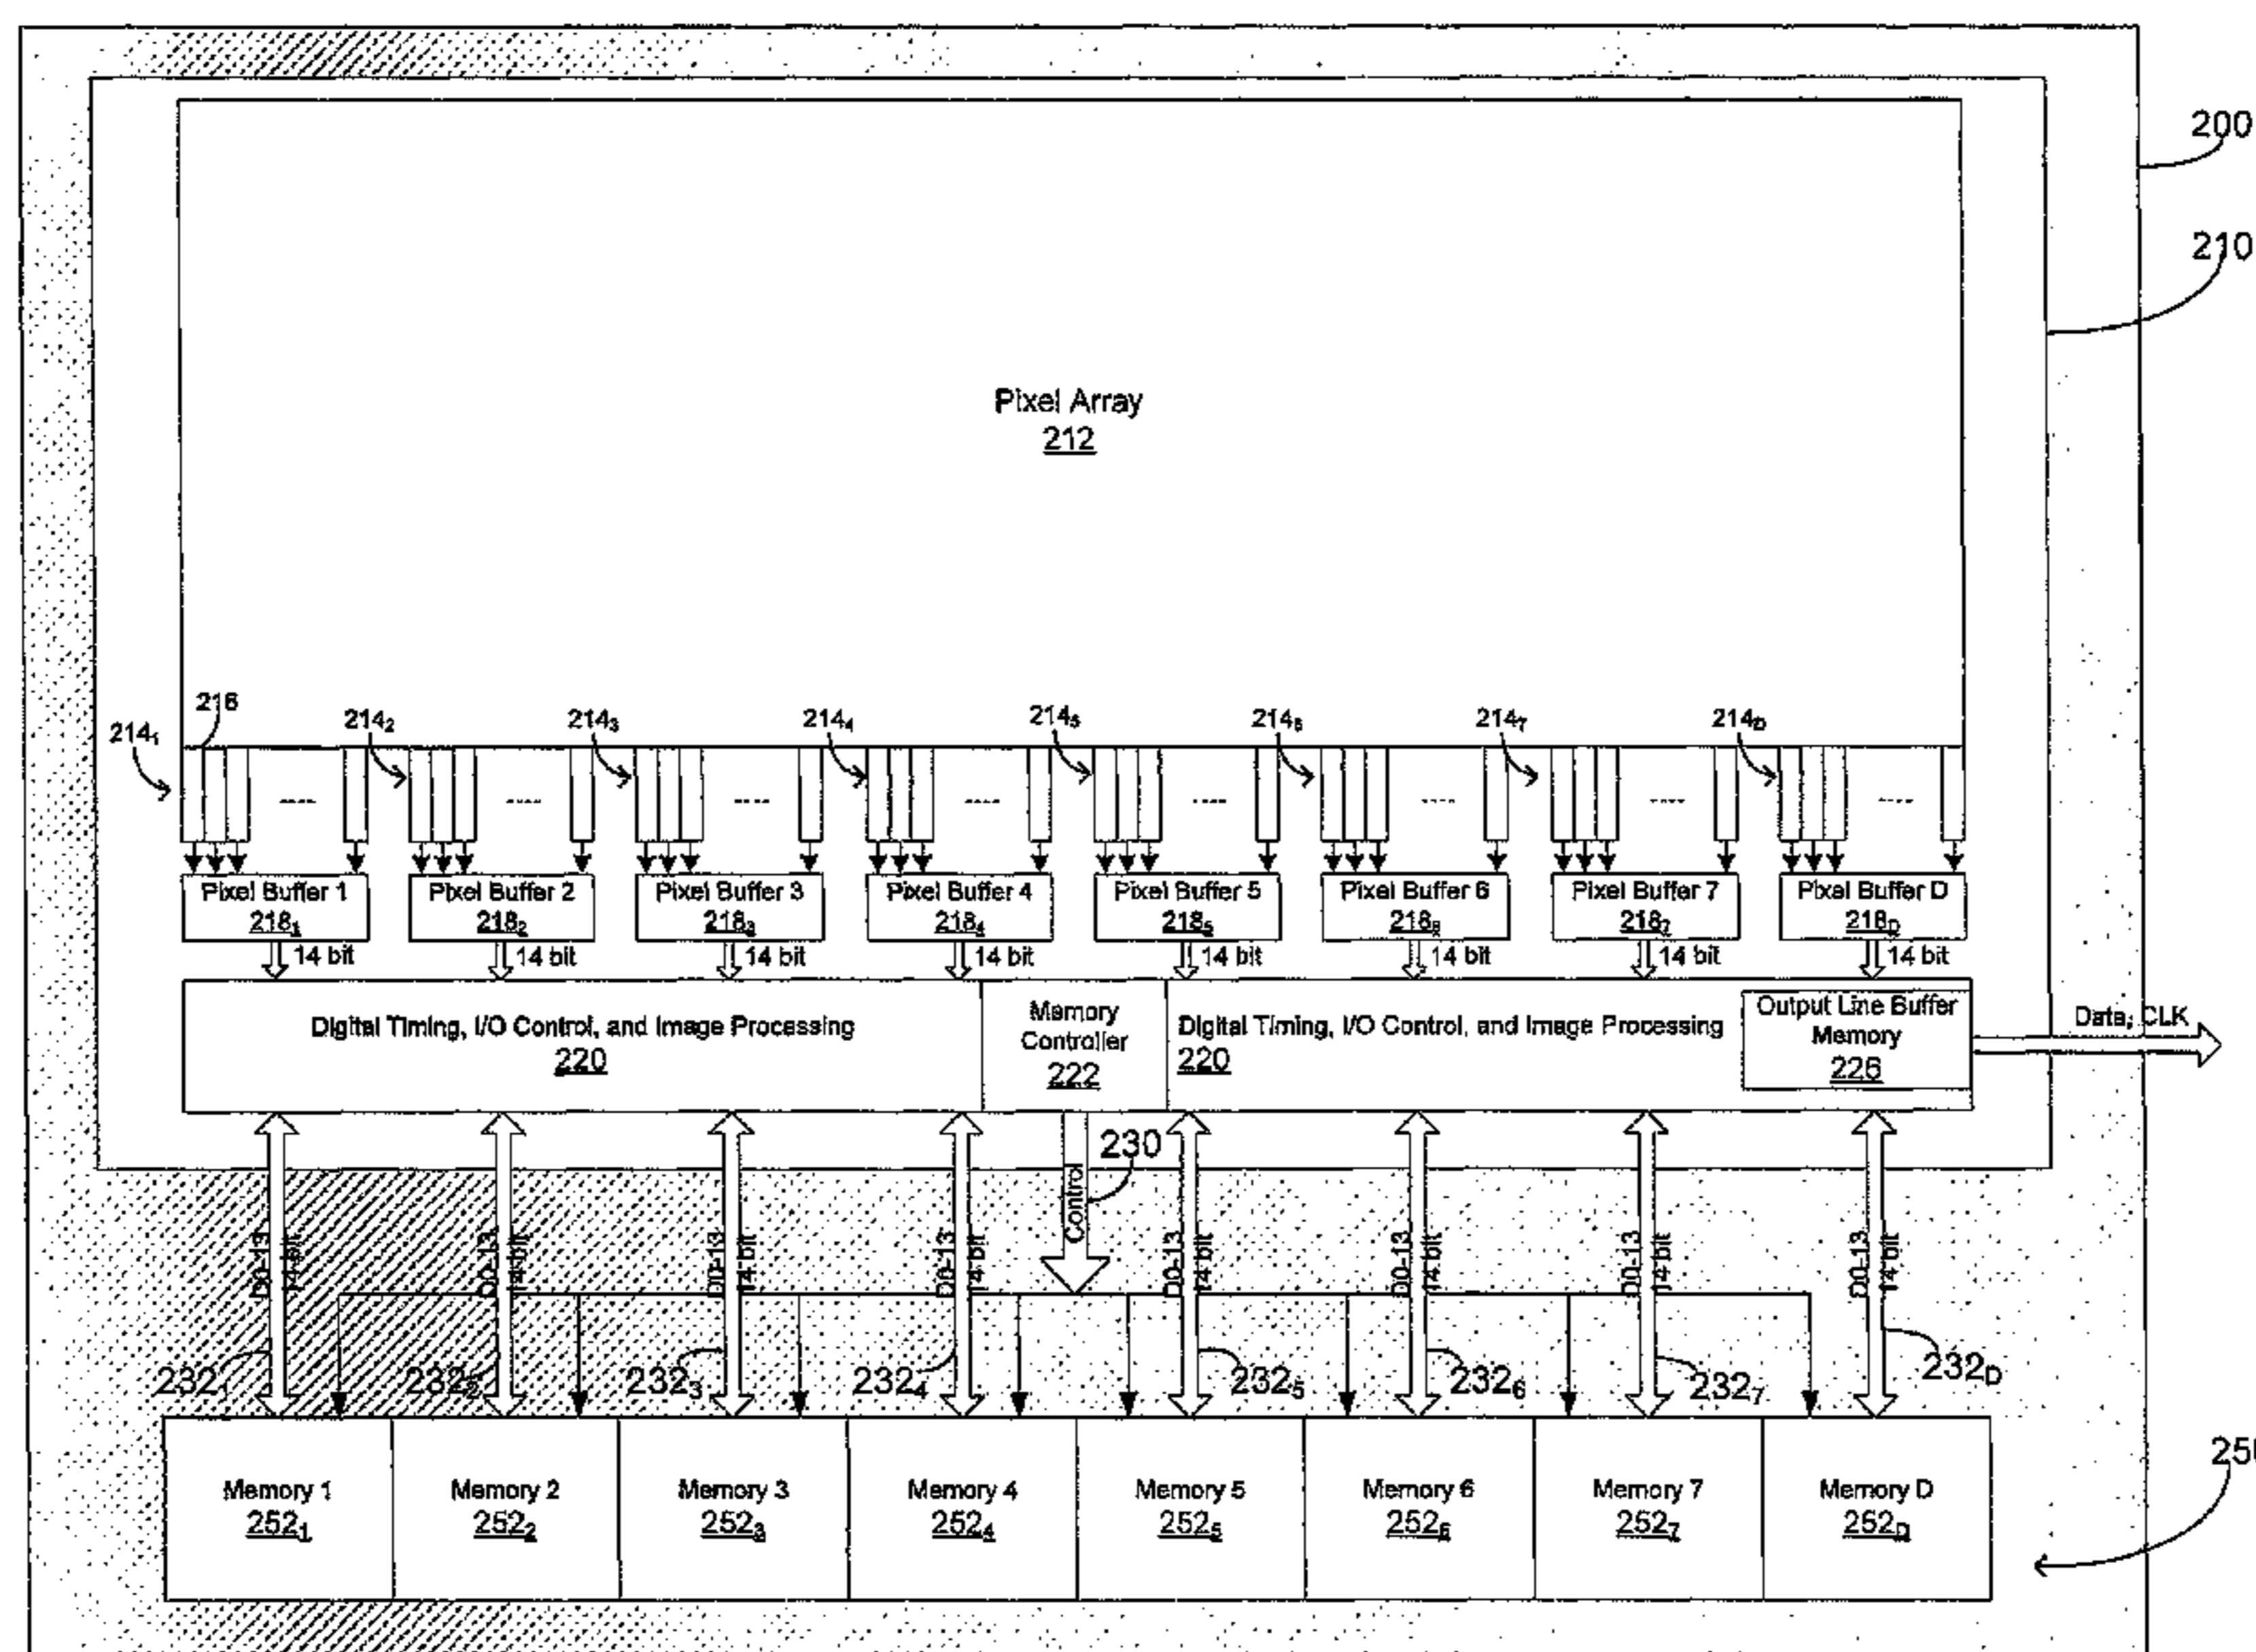 200
210
Pixel Array
212
216
214₁
214₂
214₃
214₄
214₅
214₆
214₇
214D
Pixel Buffer 1
218₁
Pixel Buffer 2
218₂
Pixel Buffer 3
218₃
Pixel Buffer 4
218₄
Pixel Buffer 5
218₅
Pixel Buffer 6
218₆
Pixel Buffer 7
218₇
Pixel Buffer D
218D
14 bit
14 bit
14 bit
14 bit
14 bit
14 bit
14 bit
14 bit
Digital Timing, I/O Control, and Image Processing
220
Memory
Controller
222
Digital Timing, I/O Control, and Image Processing
220
Output Line Buffer
Memory
226
Data, CLK
230
Control
D0-13
14 bit
D0-13
14 bit
D0-13
14 bit
D0-13
14 bit
D0-13
14 bit
D0-13
14 bit
D0-13
14 bit
D0-13
14 bit
232₁
232₂
232₃
232₄
232₅
232₆
232₇
232D
Memory 1
252₁
Memory 2
252₂
Memory 3
252₃
Memory 4
252₄
Memory 5
252₅
Memory 6
252₆
Memory 7
252₇
Memory D
252D